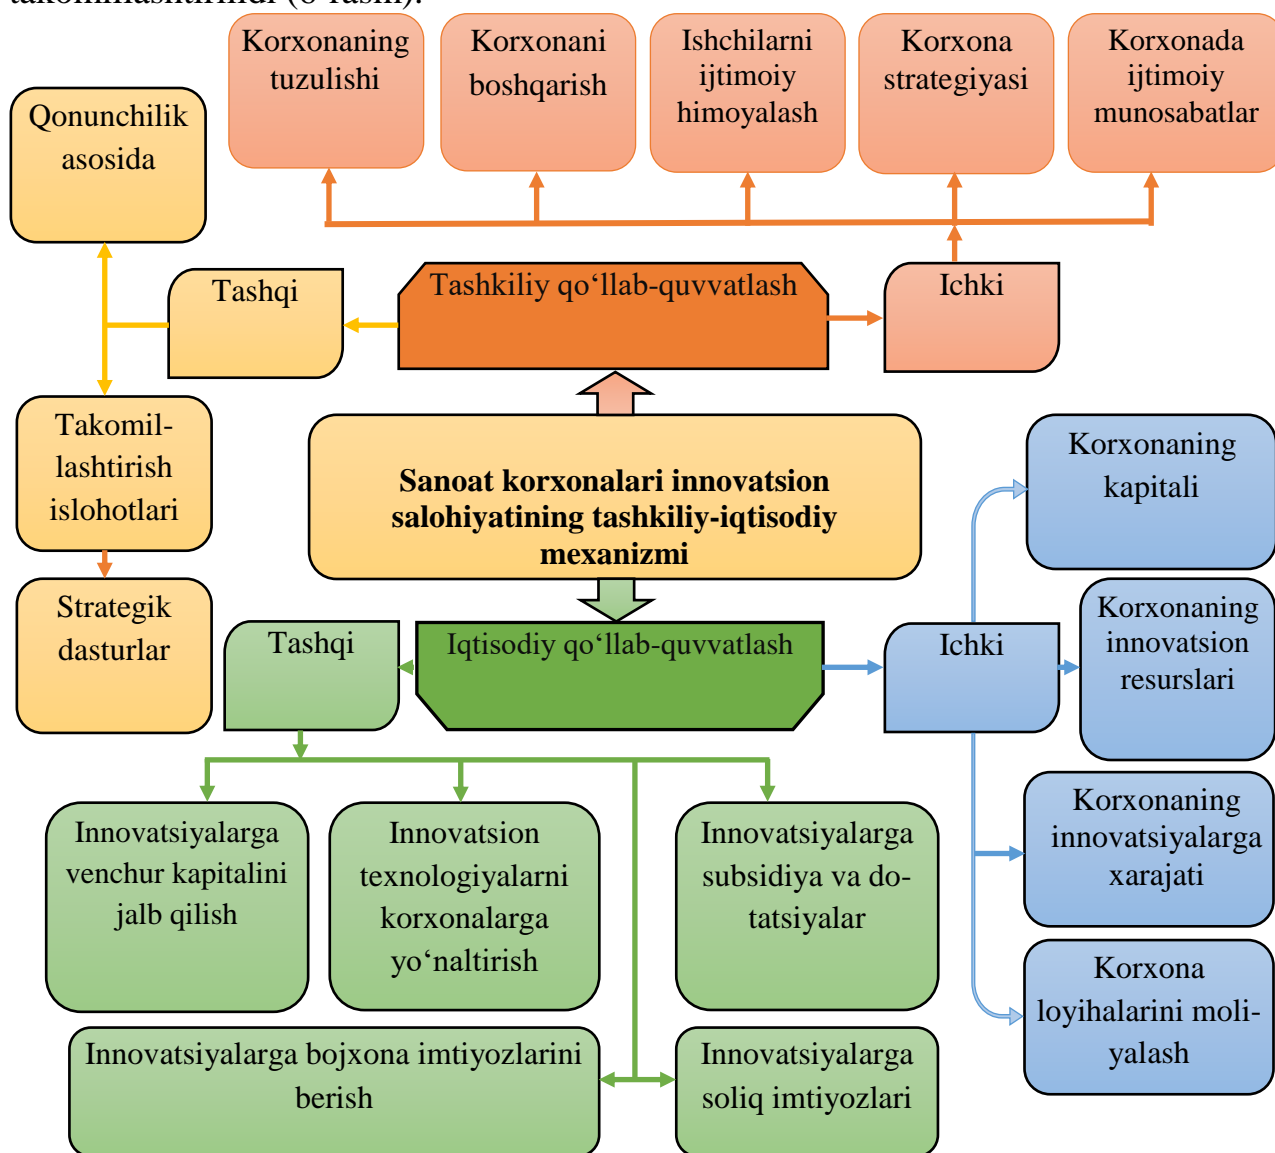 takomillashtirildi (6-rasm).
Korxonaning
tuzulishi
Korxonani
boshqarish
Ishchilarni
ijtimoiy
himoyalash
Korxona
strategiyasi
Korxonada
ijtimoiy
munosabatlar
Qonunchilik
asosida
Tashqi
Tashkiliy qo‘llab-quvvatlash
Ichki
Takomil-
lashtirish
islohotlari
Strategik
dasturlar
Sanoat korxonalari innovatsion
salohiyatining tashkiliy-iqtisodiy
mexanizmi
Korxonaning
kapitali
Tashqi
Iqtisodiy qo‘llab-quvvatlash
Ichki
Korxonaning
innovatsion
resurslari
Korxonaning
innovatsiyalarga
xarajati
Korxona
loyihalarini moli-
yalash
Innovatsiyalarga
venchur kapitalini
jalb qilish
Innovatsion
texnologiyalarni
korxonalarga
yo‘naltirish
Innovatsiyalarga
subsidiya va do-
tatsiyalar
Innovatsiyalarga bojxona imtiyozlarini
berish
Innovatsiyalarga
soliq imtiyozlari